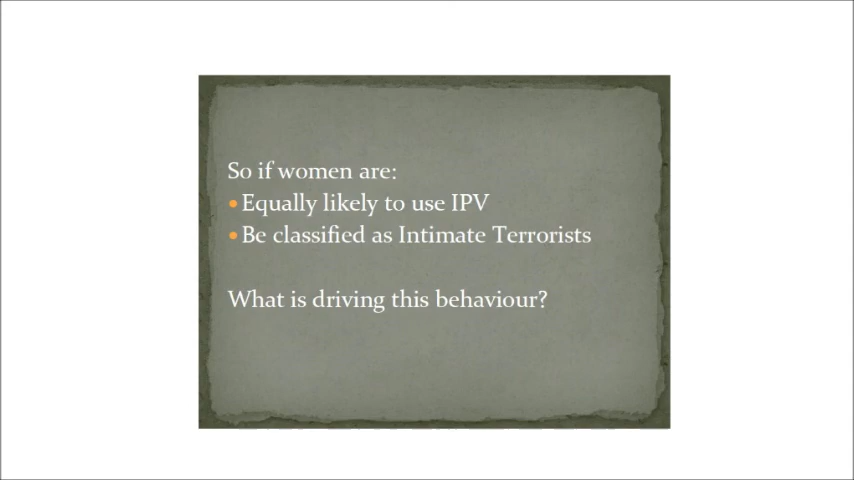 So if women are:
•Equally likely to use IPV
•Be classified as Intimate Terrorists
What is driving this behaviour?